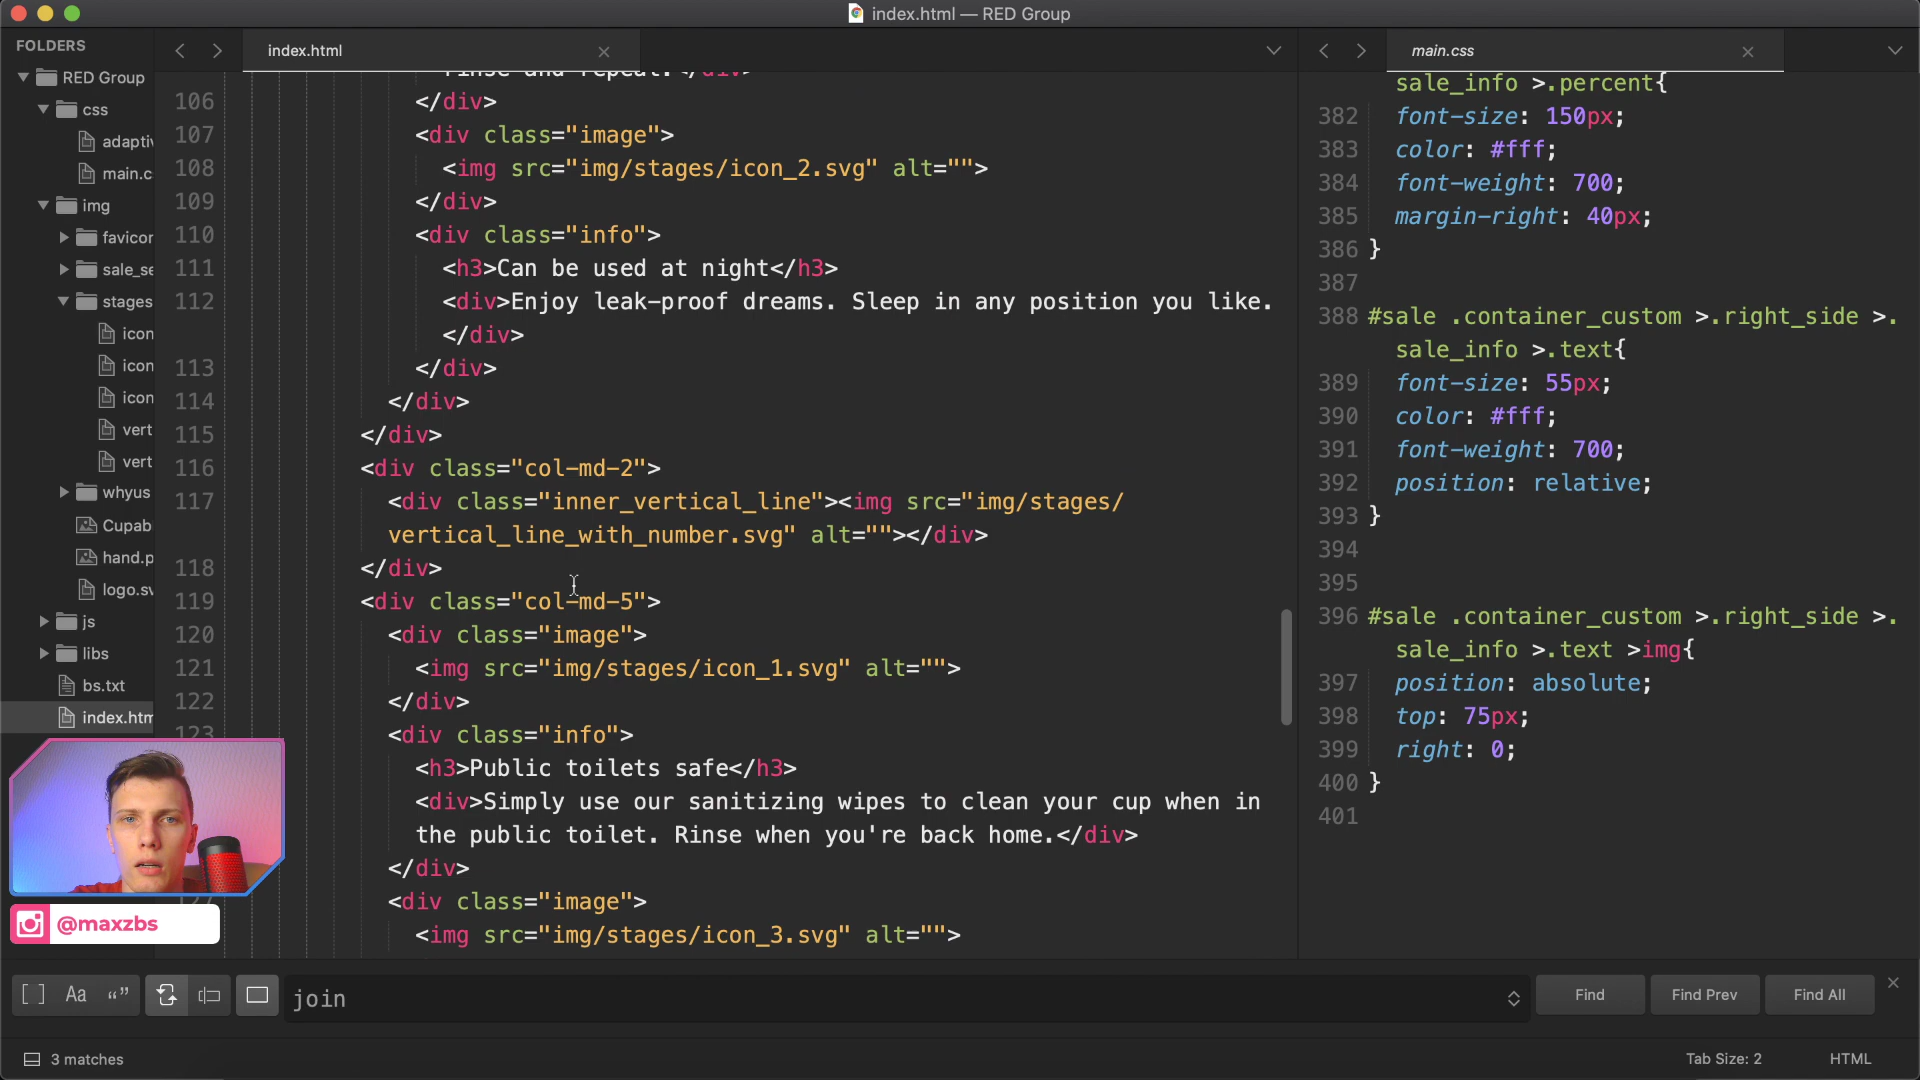 index.html — RED Group
FOLDERS
RED Group
css
adaptiv
main.c
img
favicor
sale_se
stages
icon
icon
icon
vert
vert
whyus
Cupab
hand.p
logo.sv
js
libs
bs.txt
index.htm
index.html
rinse and repeat.</div>
106 </div>
107 <div class="image">
108 <img src="img/stages/icon_2.svg" alt="">
109 </div>
110 <div class="info">
111 <h3>Can be used at night</h3>
112 <div>Enjoy leak-proof dreams. Sleep in any position you like.
</div>
113 </div>
114 </div>
115 </div>
116 <div class="col-md-2">
117 <div class="inner_vertical_line"><img src="img/stages/
vertical_line_with_number.svg" alt=""></div>
118 </div>
119 <div class="col-md-5">
120 <div class="image">
121 <img src="img/stages/icon_1.svg" alt="">
122 </div>
123 <div class="info">
<h3>Public toilets safe</h3>
<div>Simply use our sanitizing wipes to clean your cup when in
the public toilet. Rinse when you're back home.</div>
</div>
127 <div class="image">
<img src="img/stages/icon_3.svg" alt="">
main.css
sale_info >.percent{
382 font-size: 150px;
383 color: #fff;
384 font-weight: 700;
385 margin-right: 40px;
386 }
387
388 #sale .container_custom >.right_side >.
sale_info >.text{
389 font-size: 55px;
390 color: #fff;
391 font-weight: 700;
392 position: relative;
393 }
394
395
396 #sale .container_custom >.right_side >.
sale_info >.text >img{
397 position: absolute;
398 top: 75px;
399 right: 0;
400 }
401
@maxzbs
[ ] Aa “”
join
Find
Find Prev
Find All
3 matches
Tab Size: 2
HTML